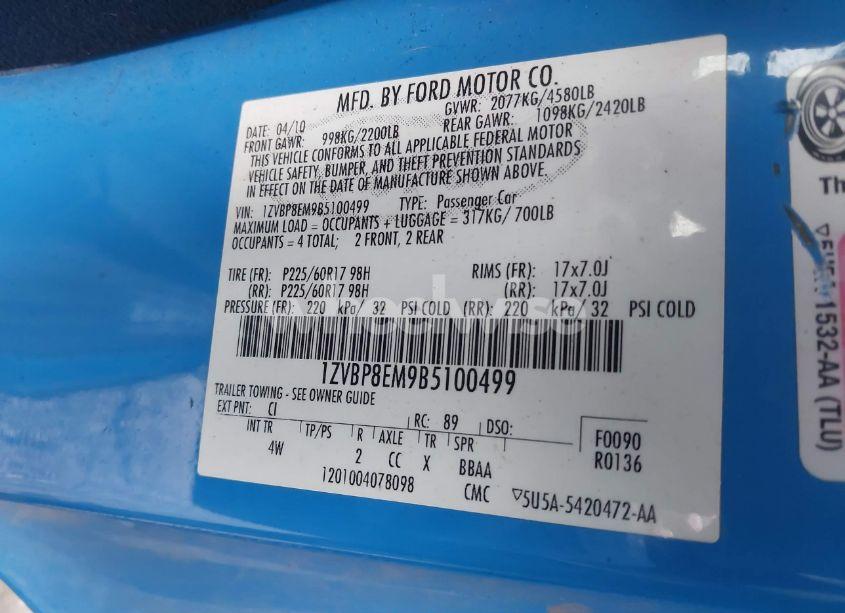 MFD. BY FORD MOTOR CO.
DATE: 04/10 GVWR: 2077KG/4580LB
FRONT GAWR: 998KG/2200LB REAR GAWR: 1098KG/2420LB
THIS VEHICLE CONFORMS TO ALL APPLICABLE FEDERAL MOTOR
VEHICLE SAFETY, BUMPER, AND THEFT PREVENTION STANDARDS
IN EFFECT ON THE DATE OF MANUFACTURE SHOWN ABOVE.
VIN: 1ZVBP8EM9B5100499 TYPE: Passenger Car
MAXIMUM LOAD = OCCUPANTS + LUGGAGE = 317KG/ 700LB
OCCUPANTS = 4 TOTAL; 2 FRONT, 2 REAR
TIRE (FR): P225/60R17 98H RIMS (FR): 17x7.0J
(RR): P225/60R17 98H (RR): 17x7.0J
PRESSURE (FR): 220 kPa/ 32 PSI COLD (RR): 220 kPa/ 32 PSI COLD
1ZVBP8EM9B5100499
TRAILER TOWING - SEE OWNER GUIDE
EXT PNT: CI RC: 89 DSO:
INT TR TP/PS R AXLE TR SPR F0090
4W 2 CC X BBAA R0136
1201004078098 CMC ▽5U5A-5420472-AA
Th
1532-AA (TLU)